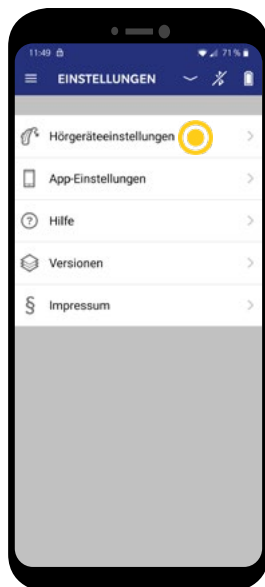 11:49 71 %
EINSTELLUNGEN
Hörgeräteeinstellungen
App-Einstellungen
? Hilfe
Versionen
§ Impressum